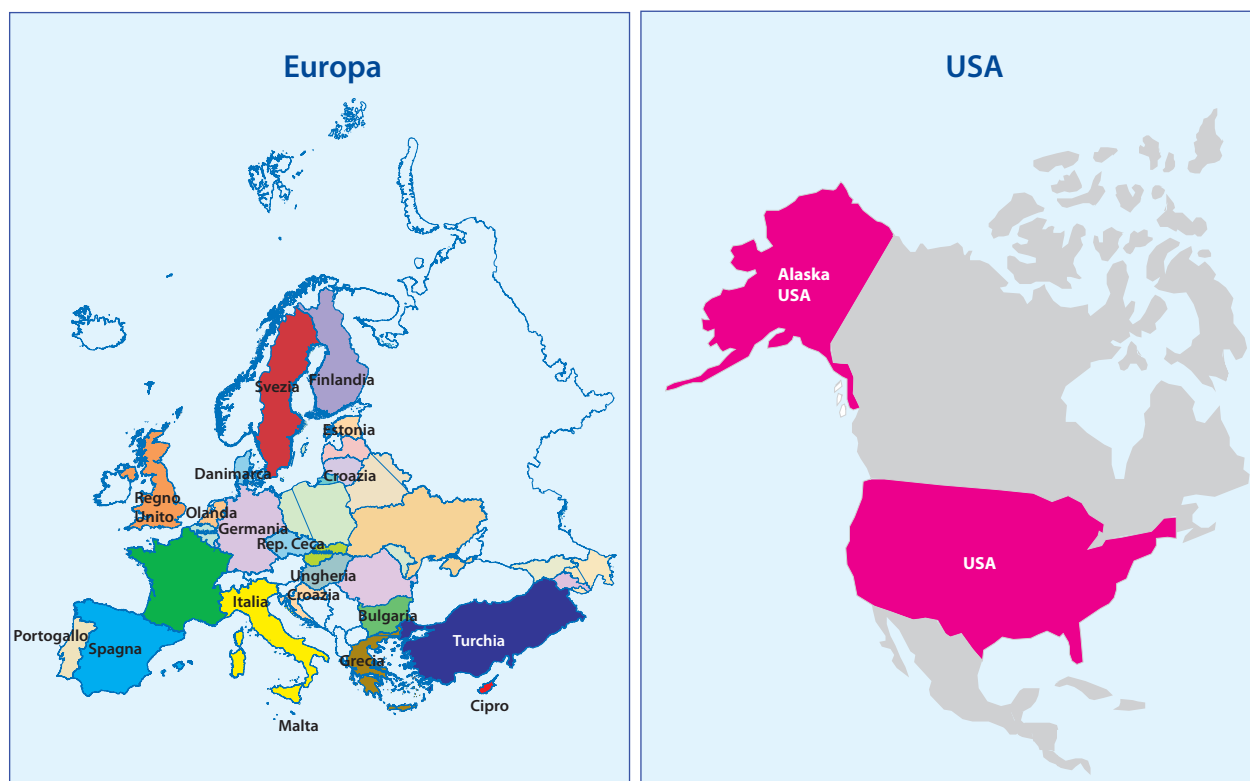 Europa
Svezia
Finlandia
Estonia
Danimarca
Croazia
Regno
Unito
Olanda
Germania
Rep. Ceca
Ungheria
Croazia
Italia
Bulgaria
Portogallo
Spagna
Grecia
Turchia
Cipro
Malta
USA
Alaska
USA
USA